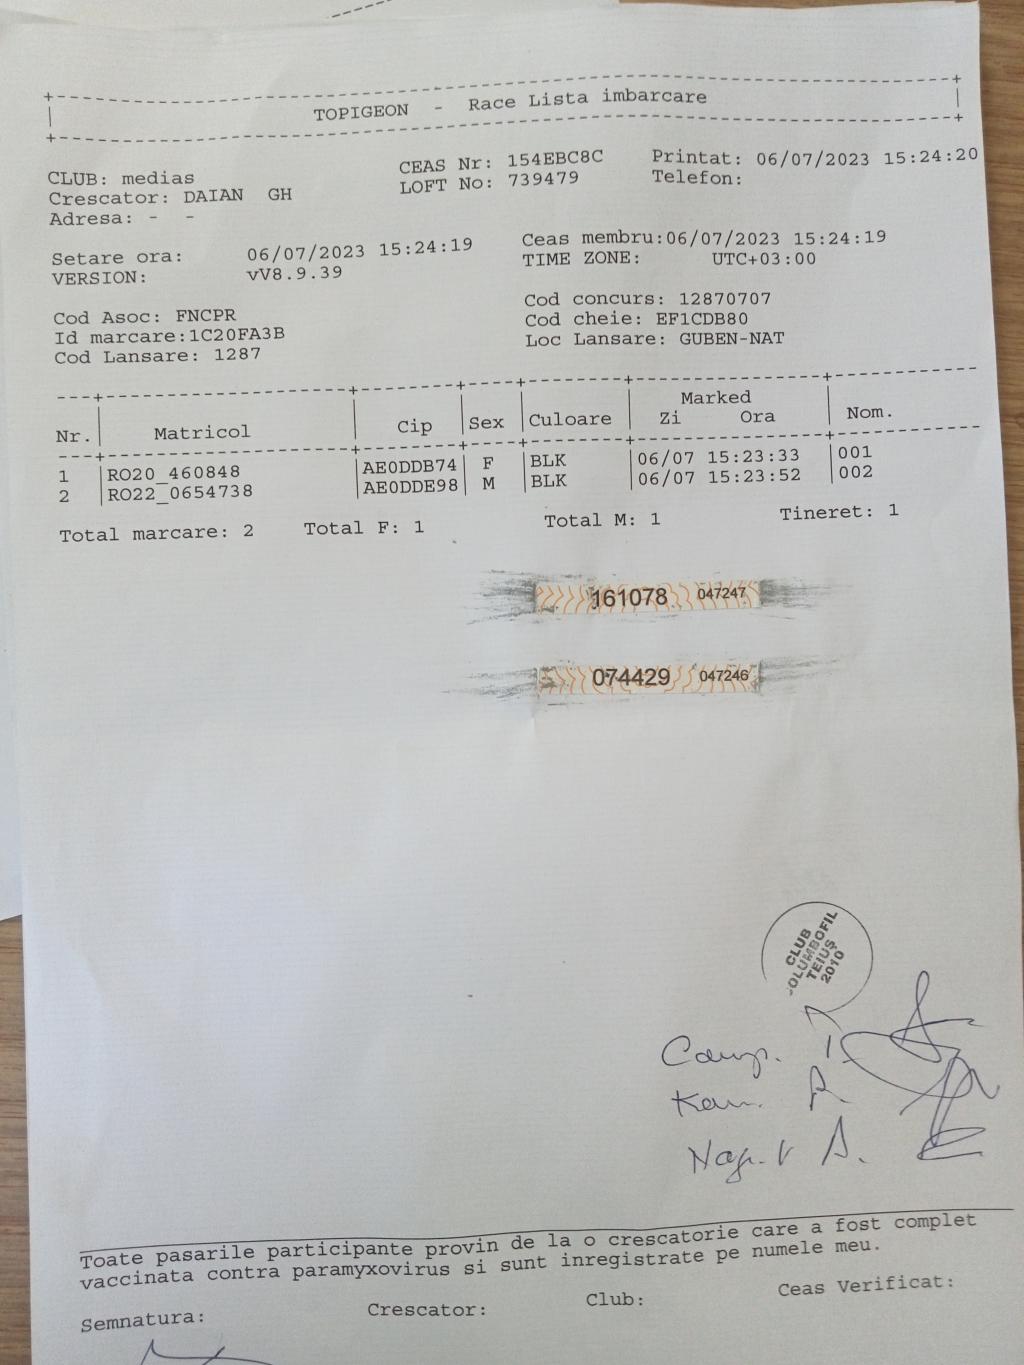 TOPIGEON - Race Lista imbarcare
CLUB: medias CEAS Nr: 154EBC8C Printat: 06/07/2023 15:24:20
Crescator: DAIAN GH LOFT No: 739479 Telefon:
Adresa: - -
Setare ora: 06/07/2023 15:24:19 Ceas membru:06/07/2023 15:24:19
VERSION: vV8.9.39 TIME ZONE: UTC+03:00
Cod Asoc: FNCPR Cod concurs: 12870707
Id marcare:1C20FA3B Cod cheie: EF1CDB80
Cod Lansare: 1287 Loc Lansare: GUBEN-NAT
Marked
Nr. Matricol Cip Sex Culoare Zi Ora Nom.
1 RO20_460848 AE0DDB74 F BLK 06/07 15:23:33 001
2 RO22_0654738 AE0DDE98 M BLK 06/07 15:23:52 002
Total marcare: 2 Total F: 1 Total M: 1 Tineret: 1
161078 047247
074429 047246
CLUB
COLUMBOFIL
TEIUȘ
2010
Toate pasarile participante provin de la o crescatorie care a fost complet
vaccinata contra paramyxovirus si sunt inregistrate pe numele meu.
Semnatura: Crescator: Club: Ceas Verificat: